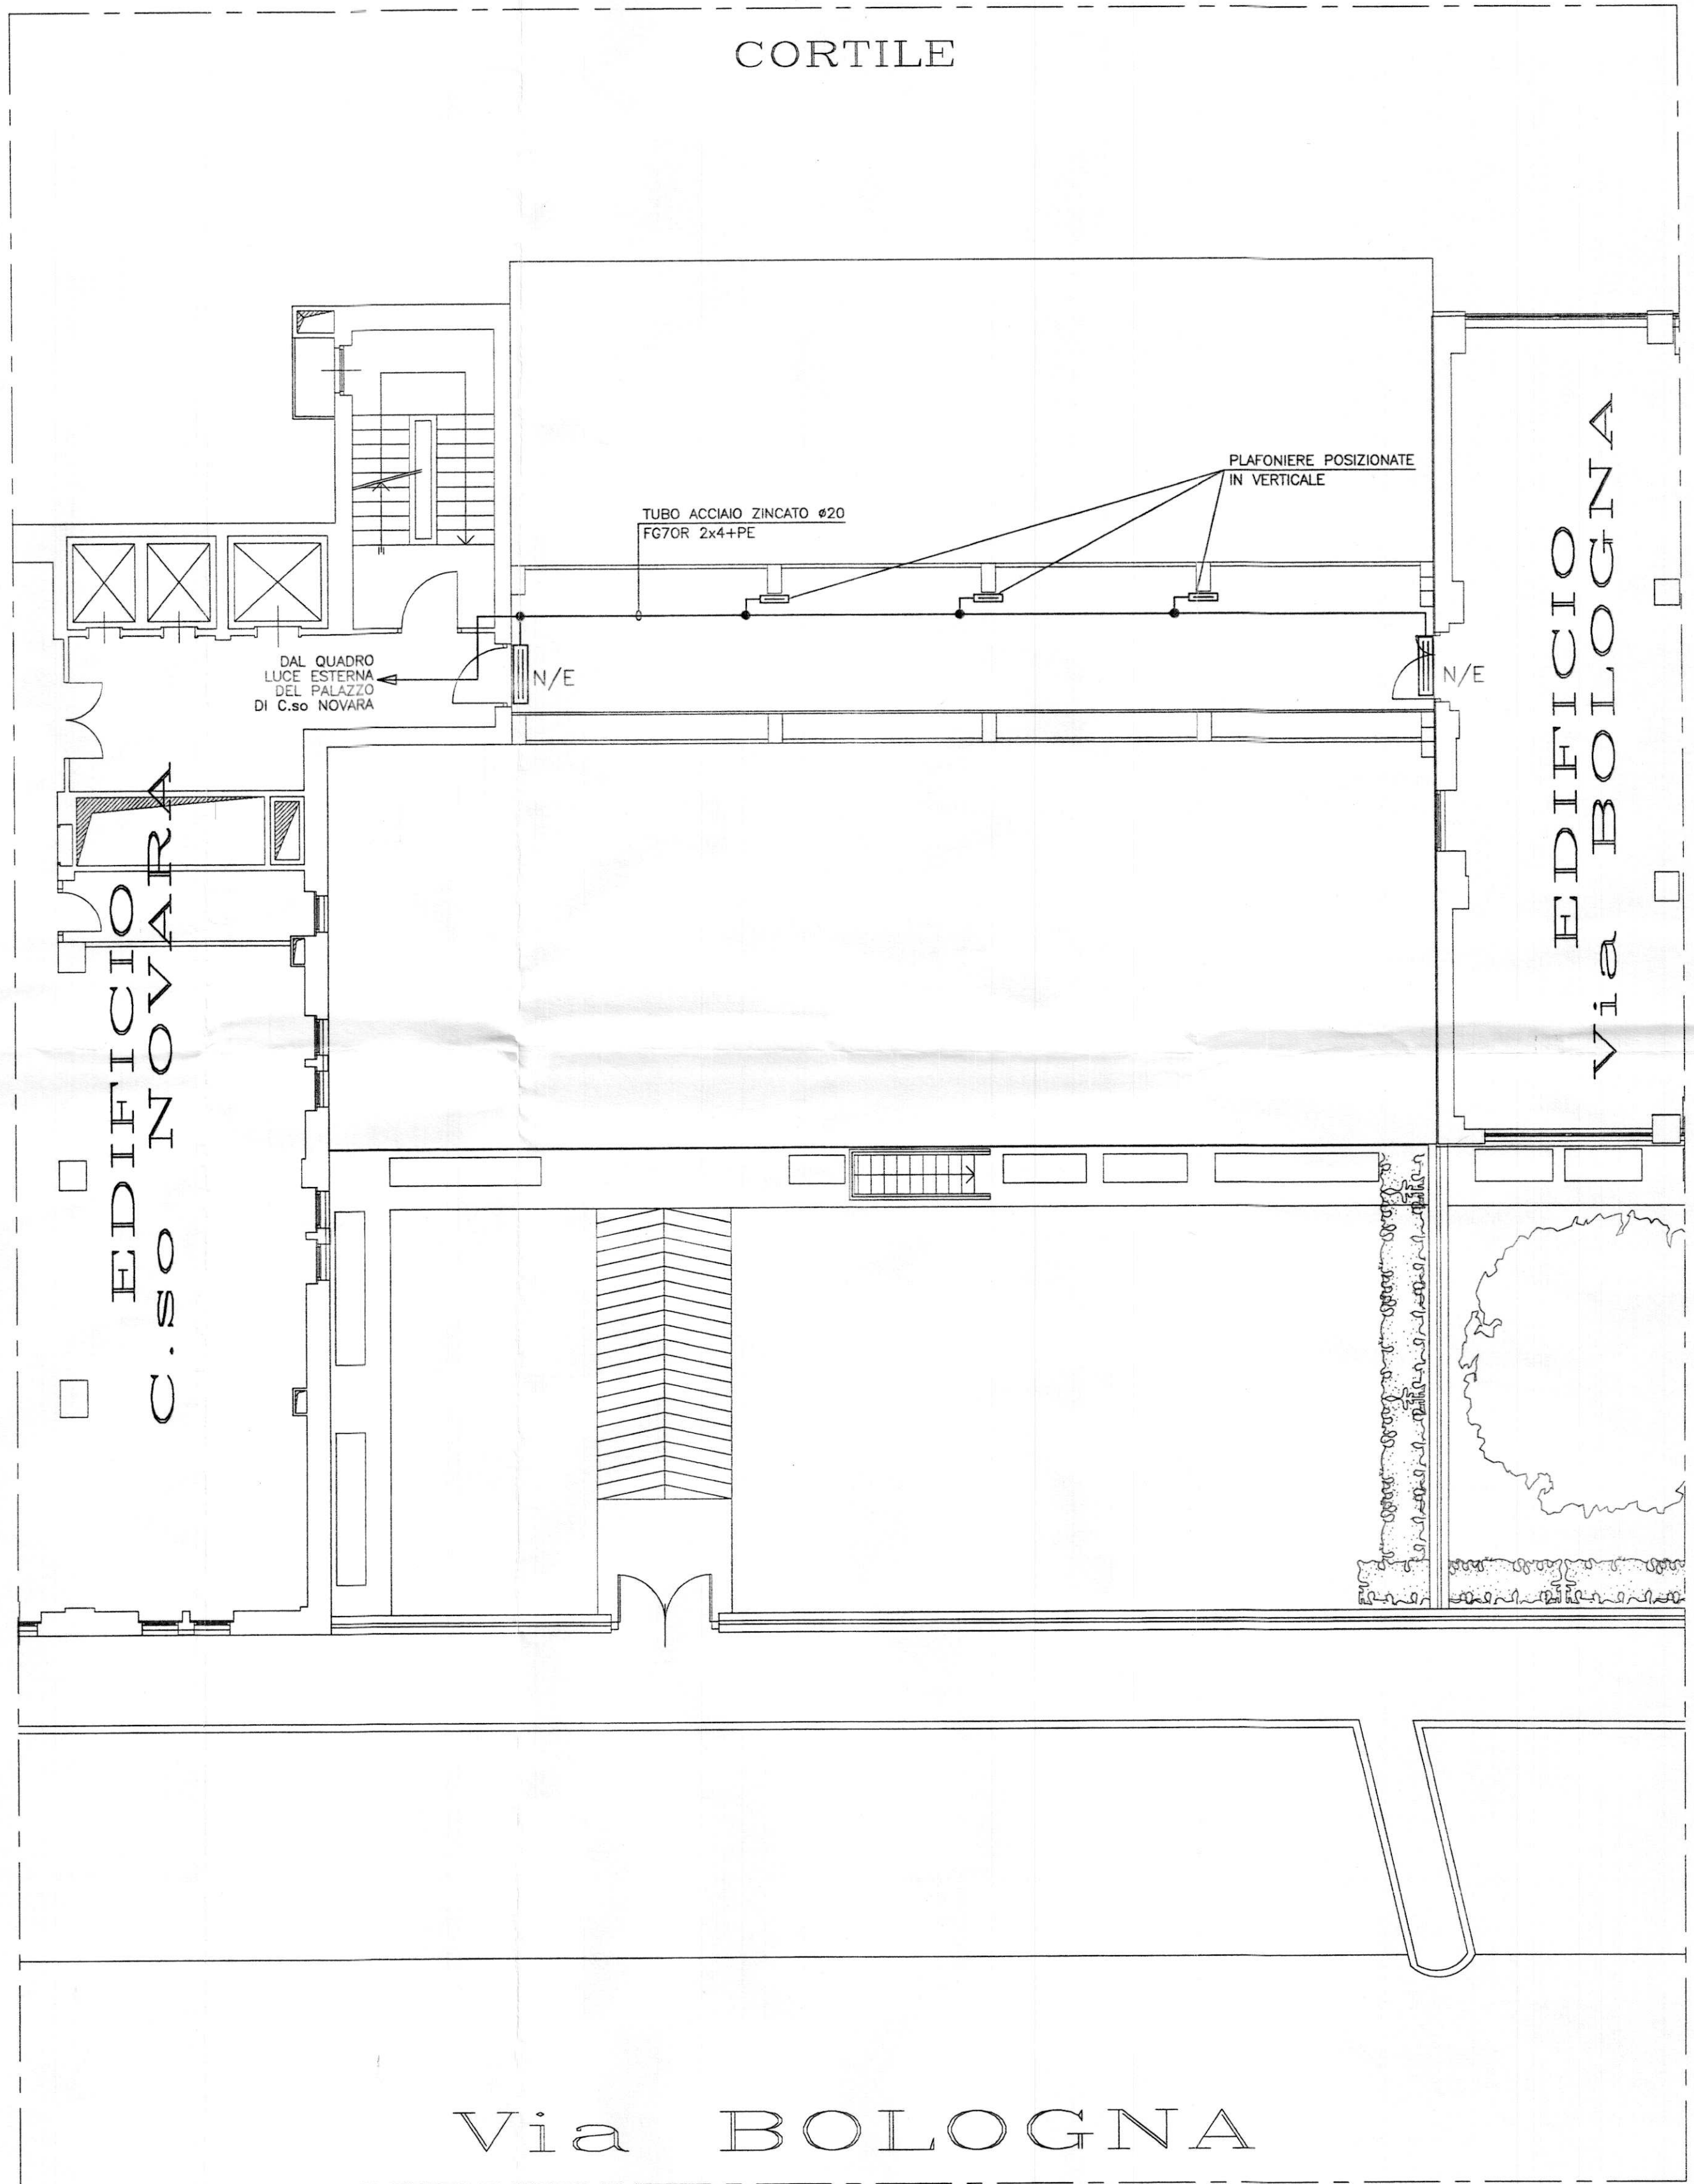 CORTILE
PLAFONIERE POSIZIONATE
IN VERTICALE
TUBO ACCIAIO ZINCATO ø20
FG7OR 2x4+PE
DAL QUADRO
LUCE ESTERNA
DEL PALAZZO
DI C.so NOVARA
N/E
N/E
EDIFICIO
C.so NOVARA
EDIFICIO
Via BOLOGNA
Via BOLOGNA